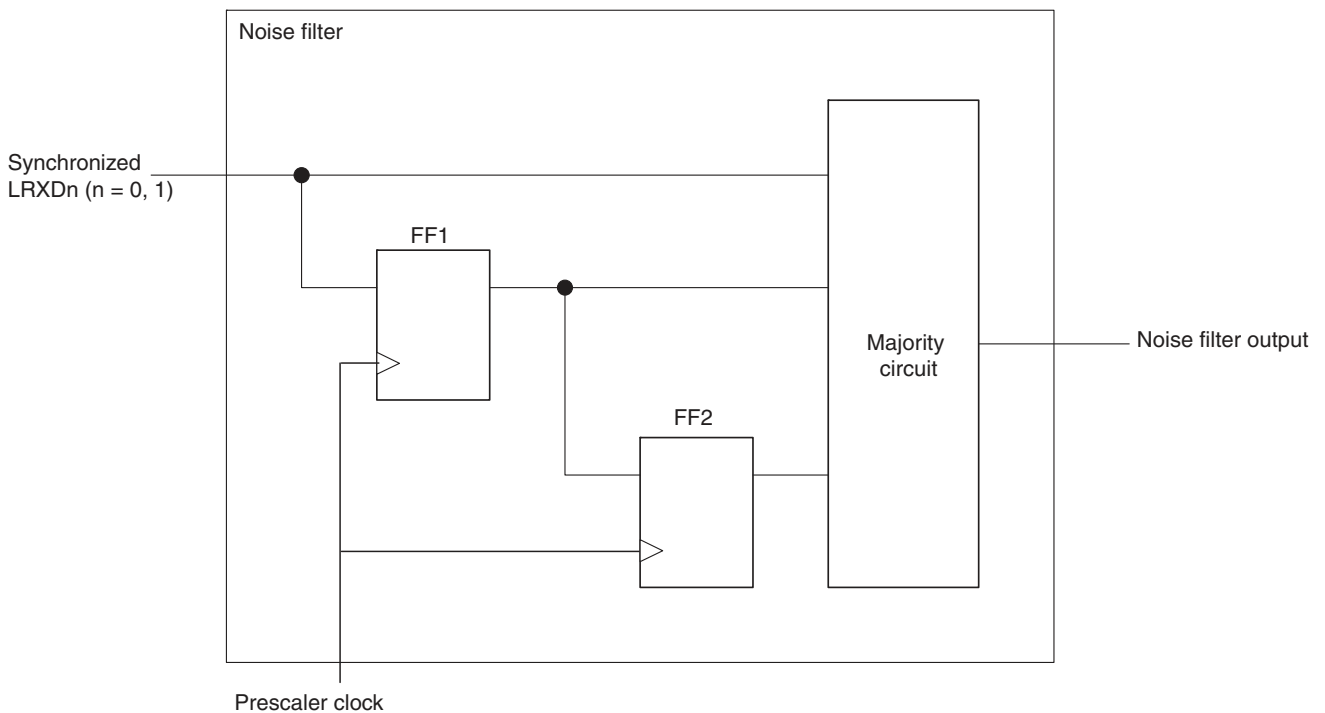 Noise filter
Synchronized
LRXDn (n = 0, 1)
FF1
Majority
circuit
Noise filter output
FF2
Prescaler clock